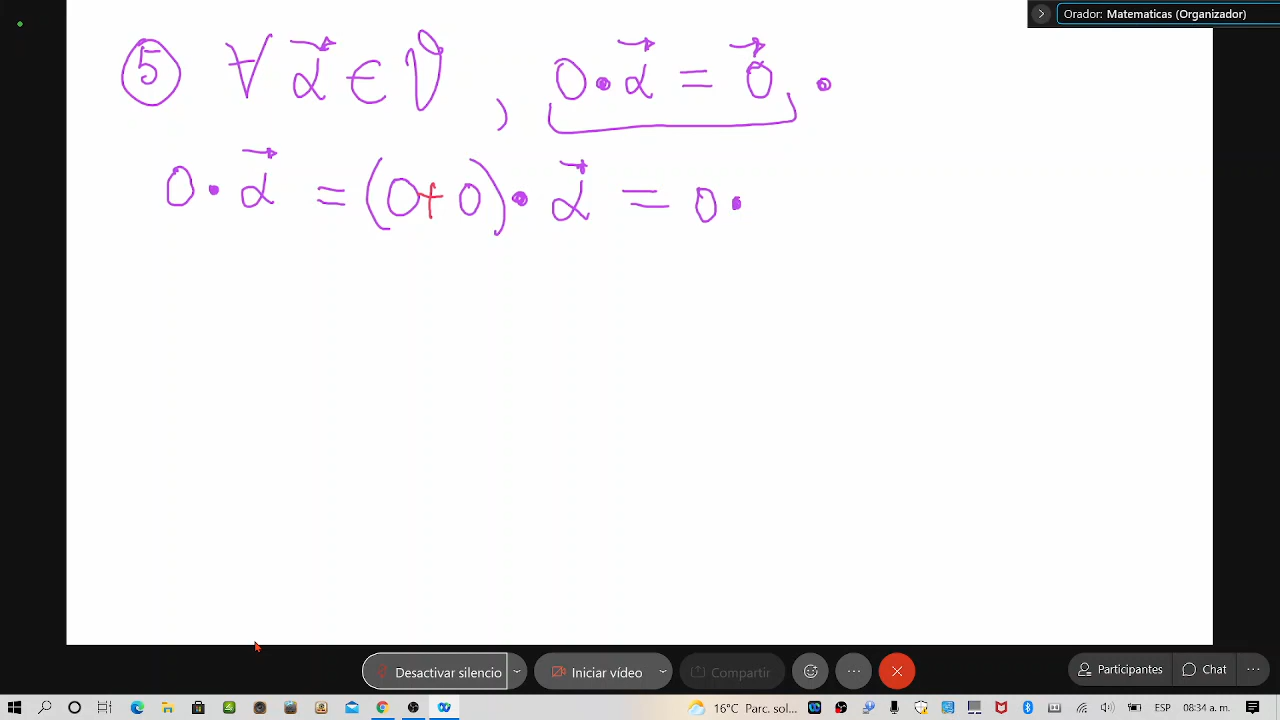 Orador: Matematicas (Organizador)
⑤ ∀ α⃗ ∈ V, 0 • α⃗ = 0⃗ .
0 • α⃗ = (0 + 0) • α⃗ = 0 •
Desactivar silencio
Iniciar vídeo
Compartir
Participantes
Chat
16°C Parc. sol...
ESP
08:34 a. m.